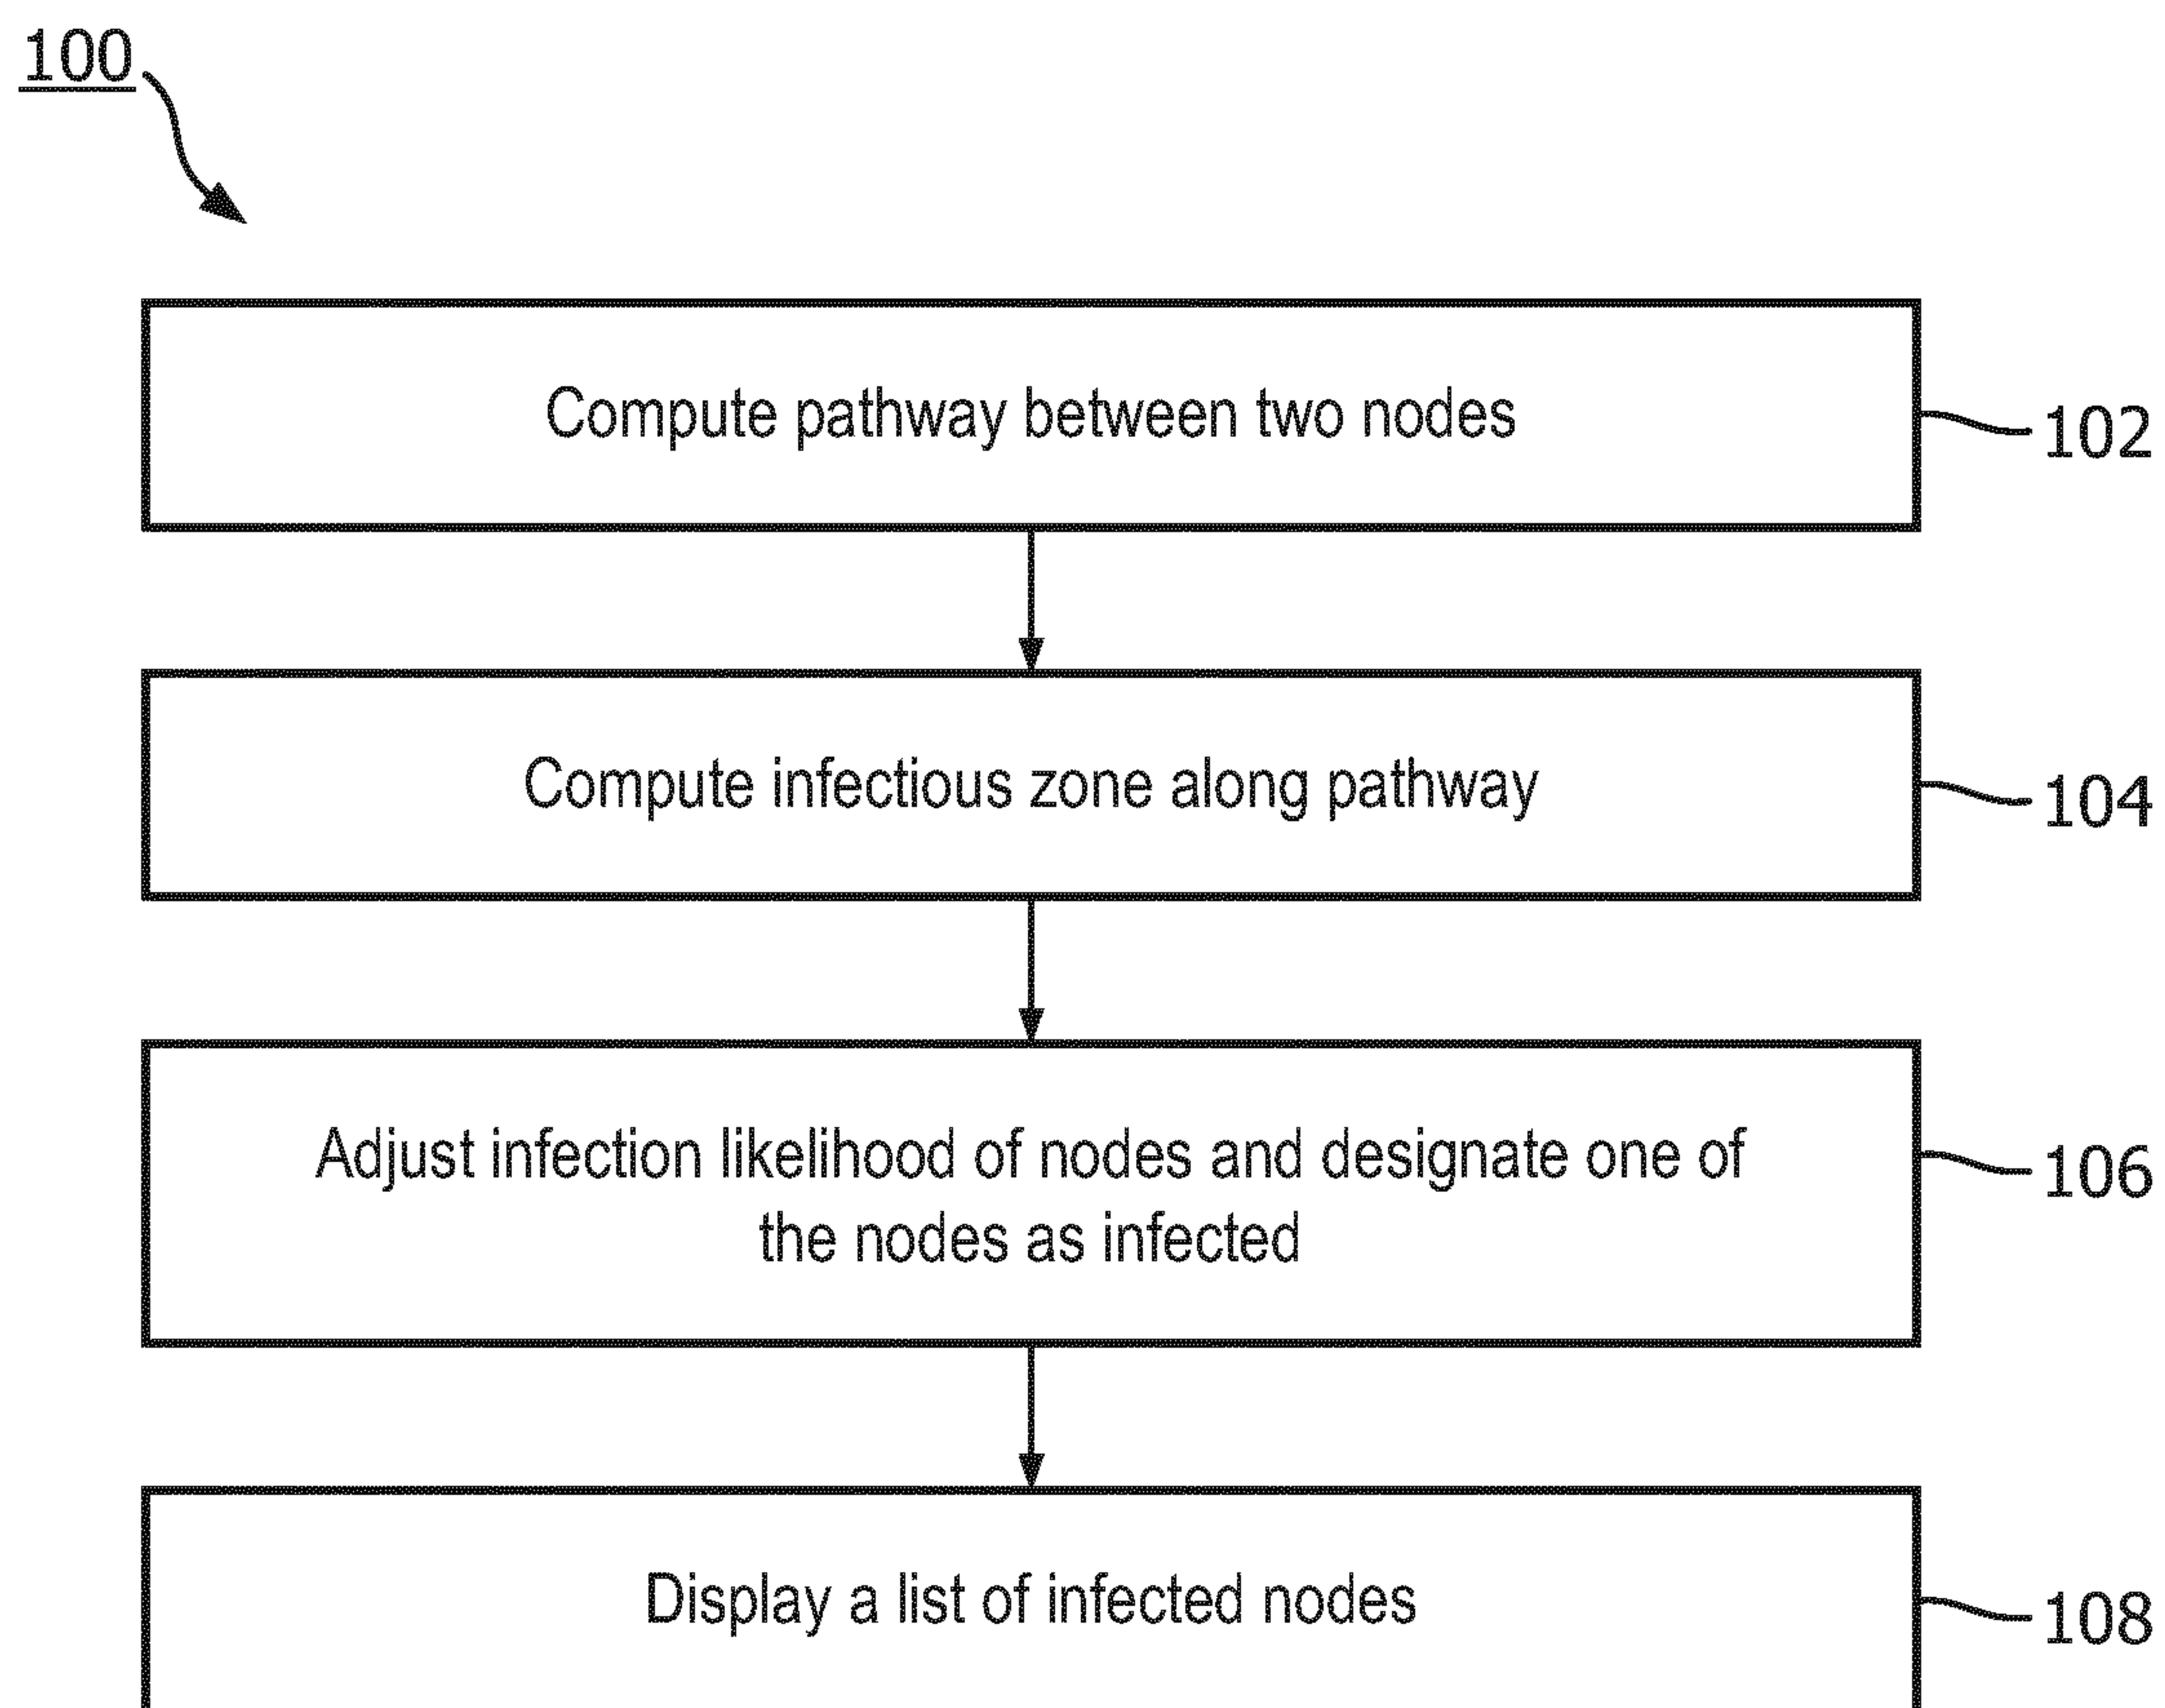 100
Compute pathway between two nodes
102
Compute infectious zone along pathway
104
Adjust infection likelihood of nodes and designate one of
the nodes as infected
106
Display a list of infected nodes
108